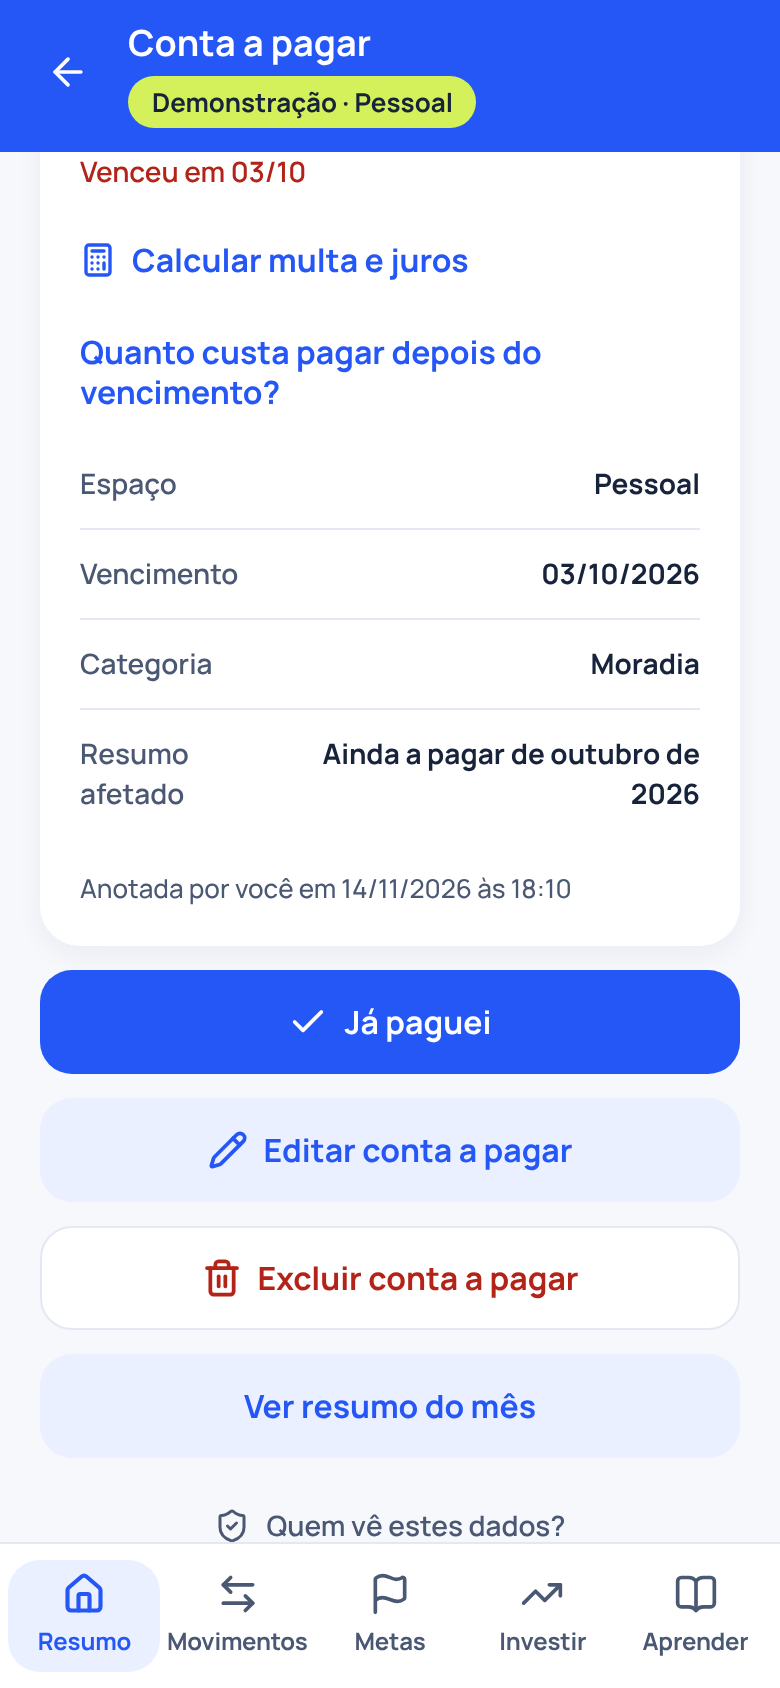 Conta a pagar
Demonstração · Pessoal
Venceu em 03/10
Calcular multa e juros
Quanto custa pagar depois do
vencimento?
Espaço
Pessoal
Vencimento
03/10/2026
Categoria
Moradia
Resumo
afetado
Ainda a pagar de outubro de
2026
Anotada por você em 14/11/2026 às 18:10
Já paguei
Editar conta a pagar
Excluir conta a pagar
Ver resumo do mês
Quem vê estes dados?
Resumo
Movimentos
Metas
Investir
Aprender